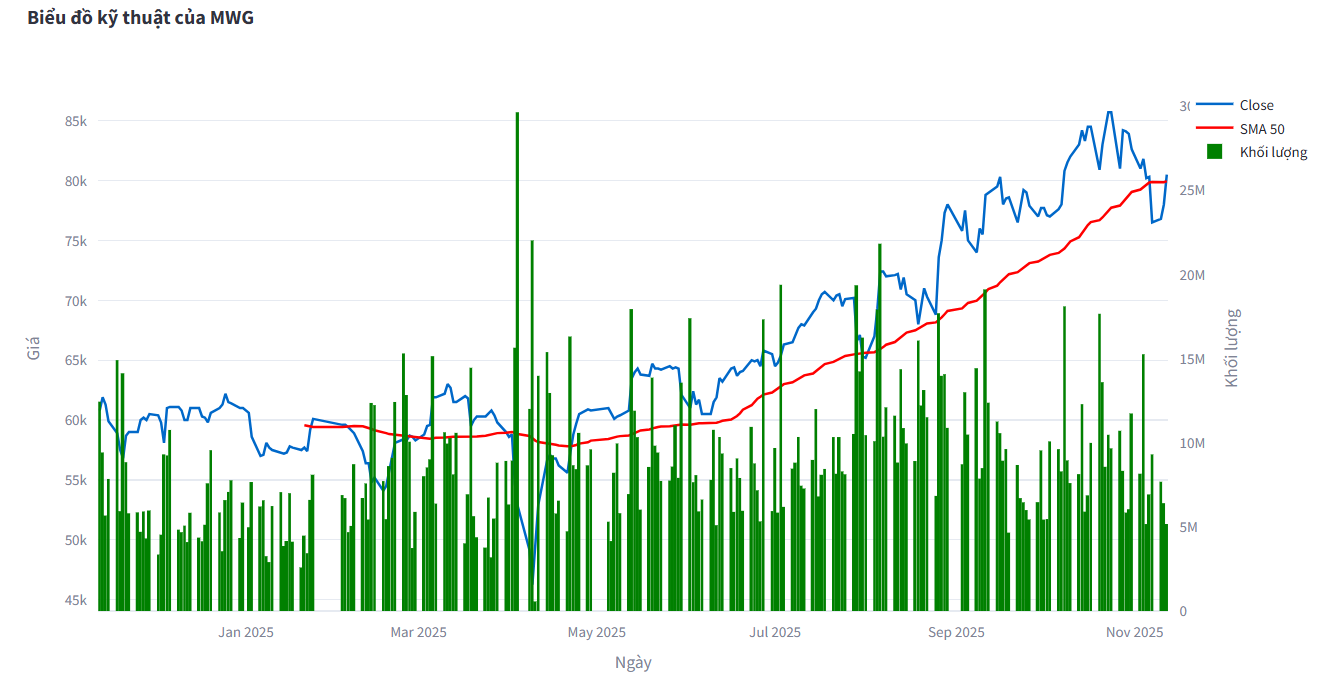 Biểu đồ kỹ thuật của MWG
85k
80k
75k
70k
65k
60k
55k
50k
45k
Giá
Jan 2025
Mar 2025
May 2025
Jul 2025
Sep 2025
Nov 2025
Ngày
25M
20M
15M
10M
5M
0
Khối lượng
Close
SMA 50
Khối lượng